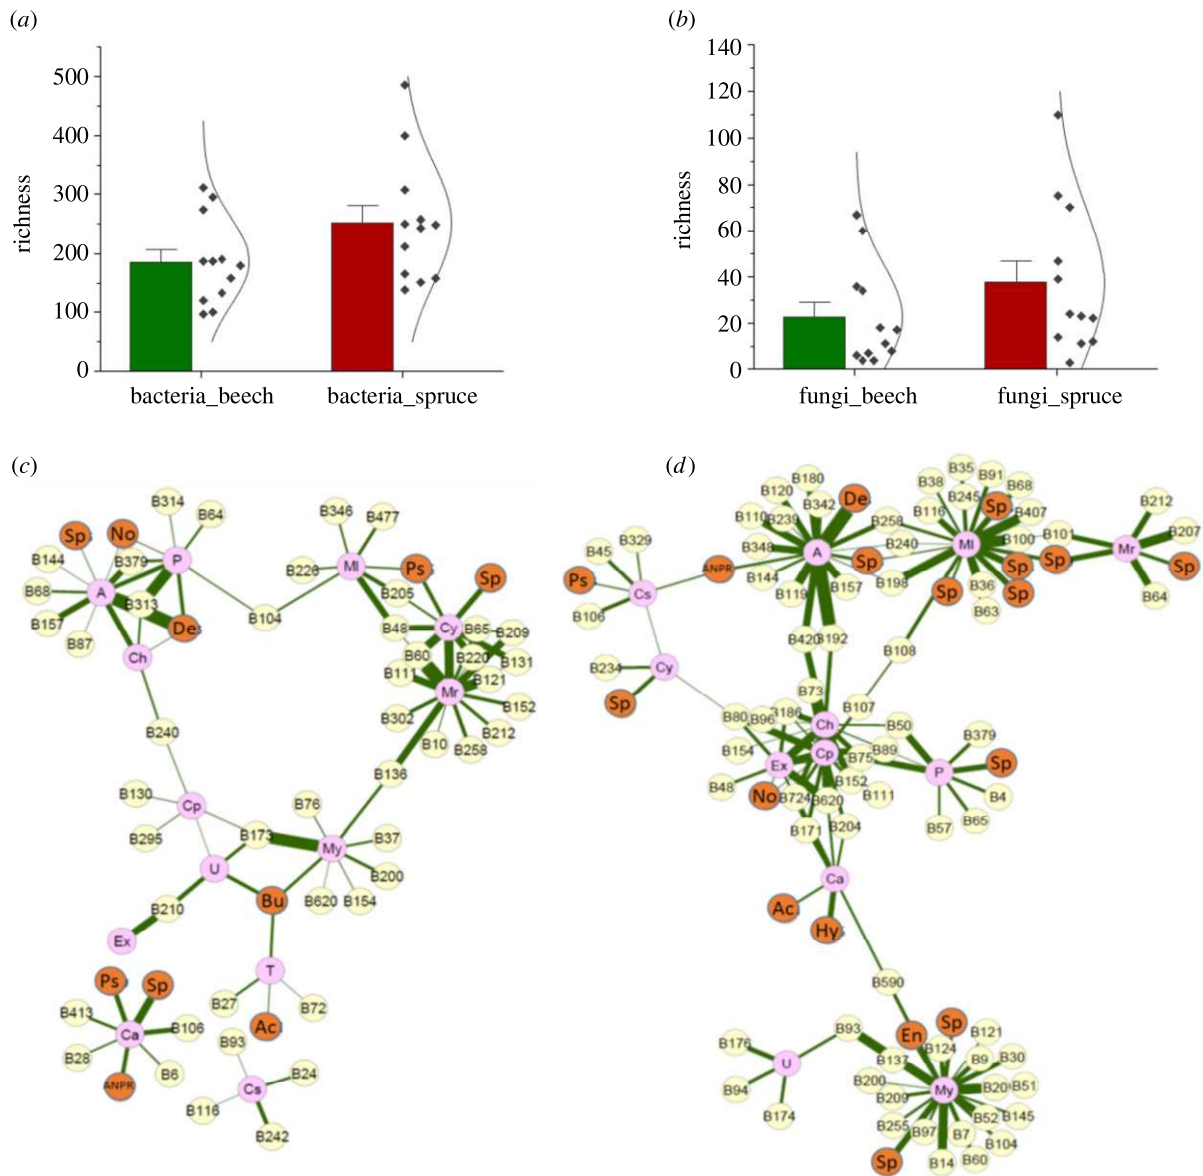 (a)
500
400
300
200
100
0
richness
bacteria_beech
bacteria_spruce
(b)
140
120
100
80
60
40
20
0
richness
fungi_beech
fungi_spruce
(c)
B314
B64
Sp
No
P
B144
B379
A
B68
B313
B157
De
B87
Ch
B104
B346
B477
Ml
Ps
Sp
B205
B48
Cy
B65
B209
B60
B220
B131
B111
B121
Mr
B152
B302
B212
B10
B258
B240
B136
B130
Cp
B76
B295
B173
B37
My
U
B200
Bu
B620
B154
B210
Ex
T
Ps
Sp
B27
B72
B413
Ac
Ca
B106
B93
B28
B6
B24
ANPR
Cs
B116
B242
(d)
B35
B180
B91
B120
B38
B68
B342
De
B245
Sp
B110
B239
B258
B116
B407
B212
B329
B101
B207
B45
B348
A
B240
Ml
B100
Mr
Ps
ANPR
Sp
Sp
Sp
Sp
B144
B157
B198
B36
Cs
B119
Sp
Sp
B64
B106
B63
B420
B192
B108
B234
Cy
Sp
B73
B80
B96
B186
B107
Ch
B50
B154
Cp
B89
B379
Ex
B75
Sp
B48
P
B152
No
B724
B620
B111
B4
B171
B204
B57
B65
Ca
Ac
Hy
B590
B93
En
Sp
B121
B176
B124
B137
B9
B30
U
B200
B20
B51
B94
B209
My
B174
B255
B52
B145
B97
B7
B104
Sp
B14
B60